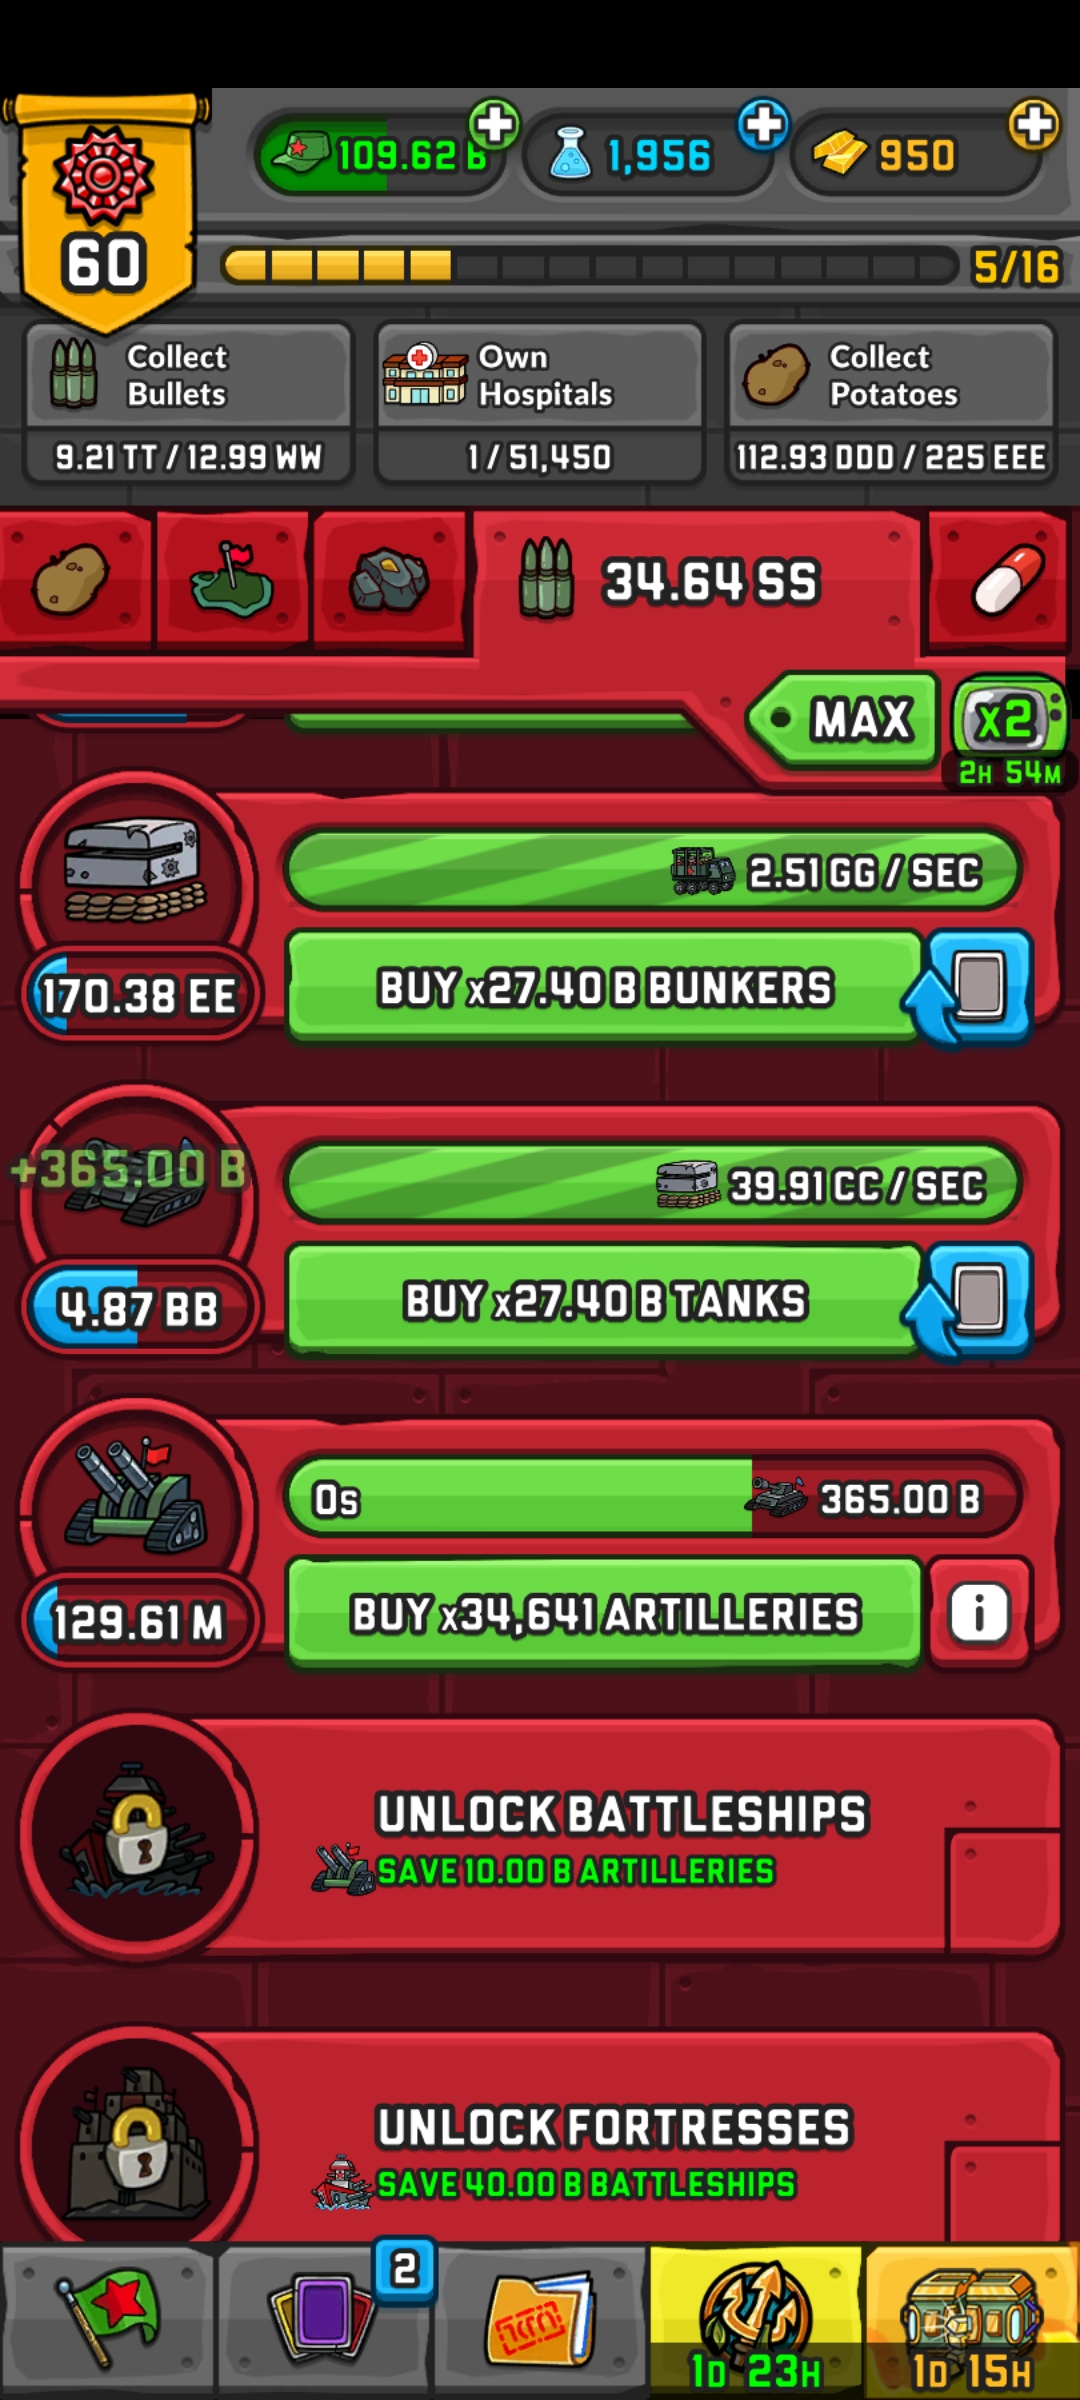 109.62 B
1,956
950
60
5/16
Collect
Bullets
9.21 TT / 12.99 WW
Own
Hospitals
1 / 51,450
Collect
Potatoes
112.93 DDD / 225 EEE
34.64 SS
MAX
x2
2H 54M
2.51 GG / SEC
170.38 EE
BUY x27.40 B BUNKERS
+365.00 B
39.91 CC / SEC
4.87 BB
BUY x27.40 B TANKS
0s
365.00 B
129.61 M
BUY x34,641 ARTILLERIES
i
UNLOCK BATTLESHIPS
SAVE 10.00 B ARTILLERIES
UNLOCK FORTRESSES
SAVE 40.00 B BATTLESHIPS
2
1D 23H
1D 15H